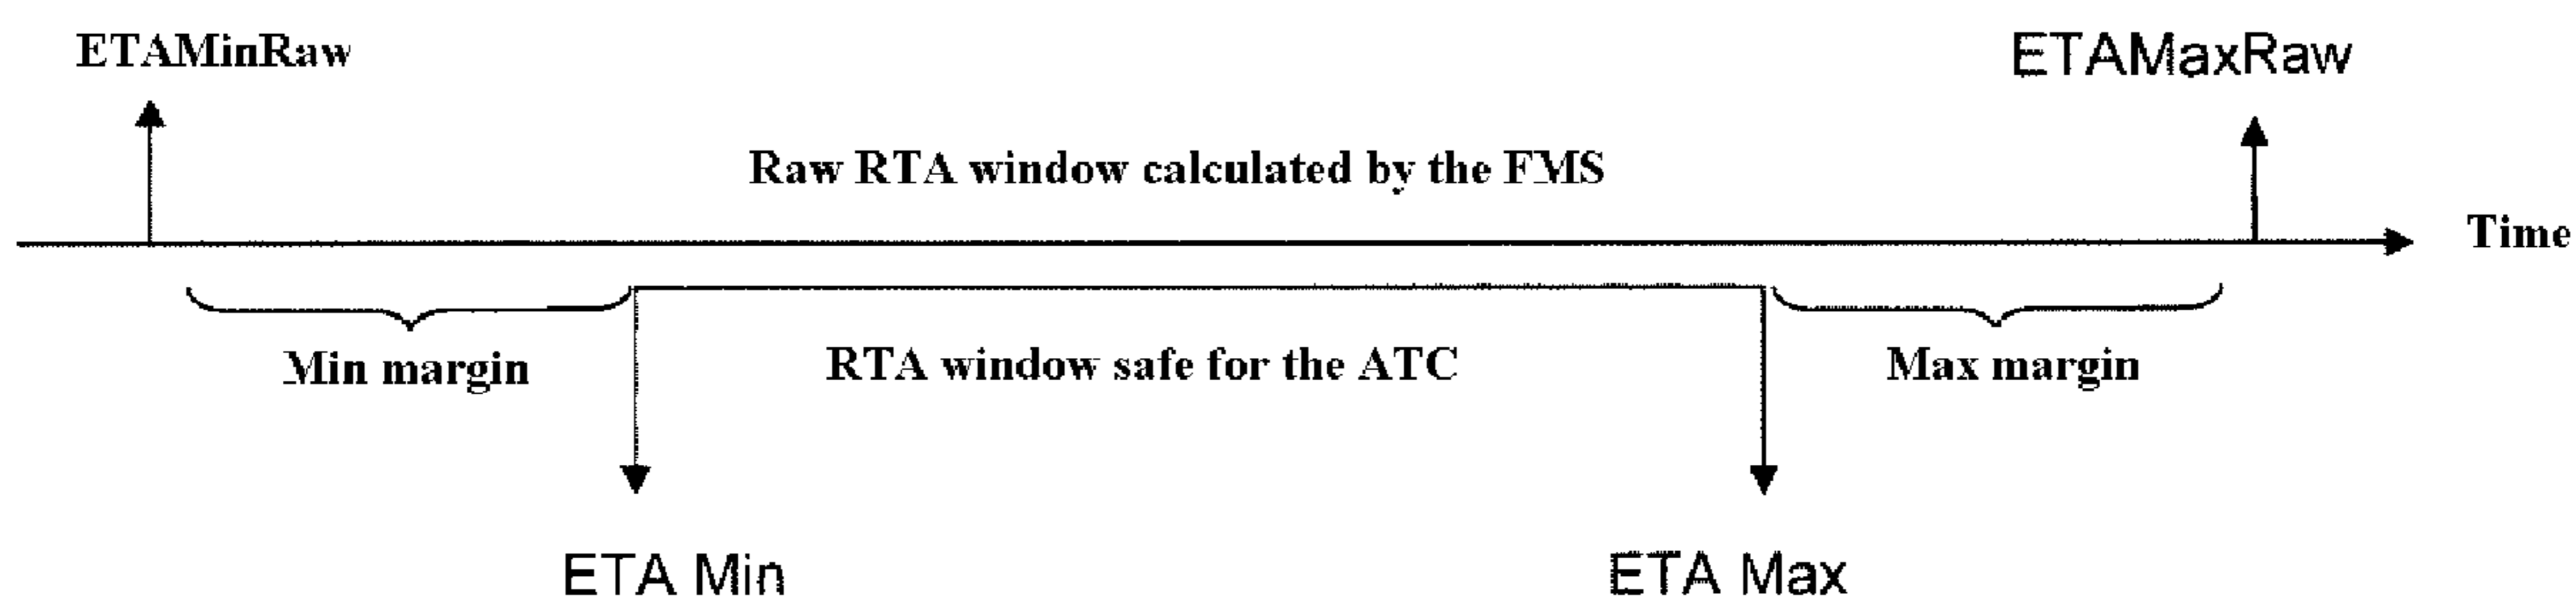 ETAMinRaw
ETAMaxRaw
Raw RTA window calculated by the FMS
Time
Min margin
RTA window safe for the ATC
Max margin
ETA Min
ETA Max